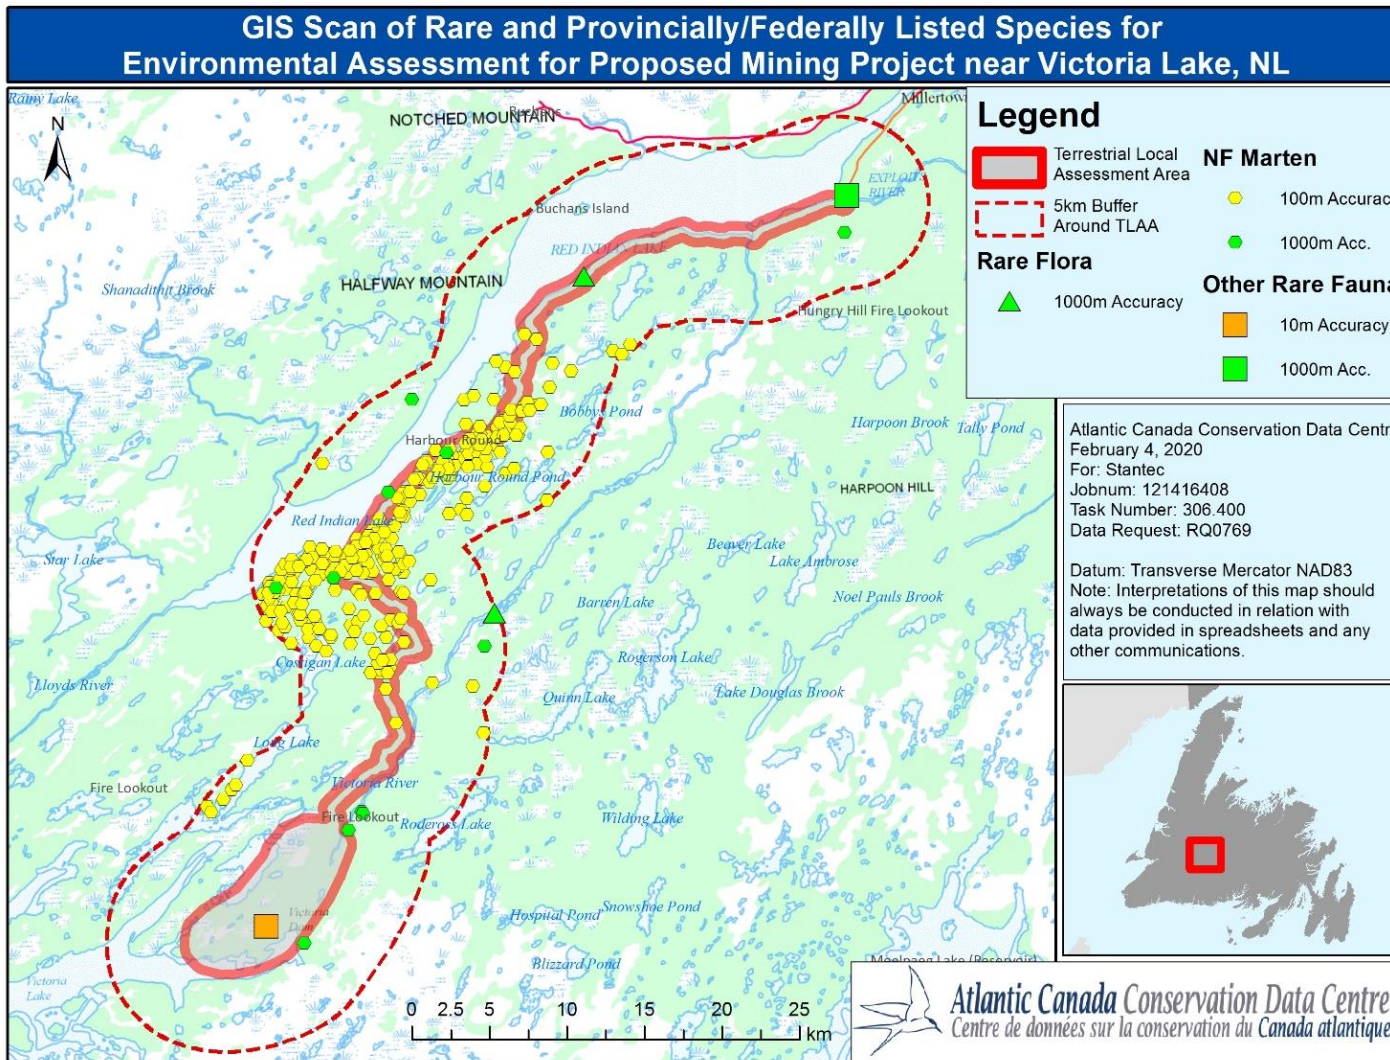 GIS Scan of Rare and Provincially/Federally Listed Species for
Environmental Assessment for Proposed Mining Project near Victoria Lake, NL
Rainy Lake
N
NOTCHED MOUNTAIN
Buchans
Millertow
EXPLOITS
RIVER
Buchans Island
RED INDIAN LAKE
HALFWAY MOUNTAIN
Shanadithit Brook
Hungry Hill Fire Lookout
Bobbys Pond
Harpoon Brook
Tally Pond
Harbour Round
Harbour Round Pond
HARPOON HILL
Red Indian Lake
Star Lake
Beaver Lake
Lake Ambrose
Barren Lake
Noel Pauls Brook
Costigan Lake
Rogerson Lake
Lloyds River
Quinn Lake
Lake Douglas Brook
Long Lake
Victoria River
Fire Lookout
Fire Lookout
Rodeross Lake
Wilding Lake
Victoria
Dam
Hospital Pond
Snowshoe Pond
Blizzard Pond
Meelpaeg Lake (Reservoir)
Victoria
Lake
0 2.5 5 10 15 20 25
km
Legend
Terrestrial Local
Assessment Area
5km Buffer
Around TLAA
Rare Flora
1000m Accuracy
NF Marten
100m Accurac
1000m Acc.
Other Rare Fauna
10m Accuracy
1000m Acc.
Atlantic Canada Conservation Data Centr
February 4, 2020
For: Stantec
Jobnum: 121416408
Task Number: 306.400
Data Request: RQ0769
Datum: Transverse Mercator NAD83
Note: Interpretations of this map should
always be conducted in relation with
data provided in spreadsheets and any
other communications.
Atlantic Canada Conservation Data Centre
Centre de données sur la conservation du Canada atlantique